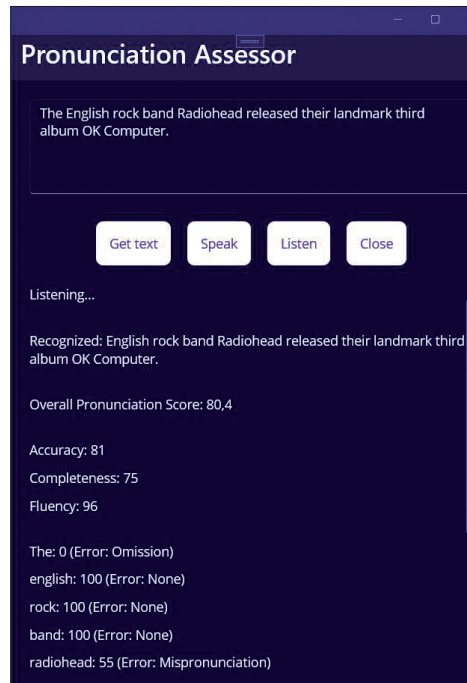 Pronunciation Assessor
The English rock band Radiohead released their landmark third
album OK Computer.
Get text Speak Listen Close
Listening...
Recognized: English rock band Radiohead released their landmark third
album OK Computer.
Overall Pronunciation Score: 80,4
Accuracy: 81
Completeness: 75
Fluency: 96
The: 0 (Error: Omission)
english: 100 (Error: None)
rock: 100 (Error: None)
band: 100 (Error: None)
radiohead: 55 (Error: Mispronunciation)